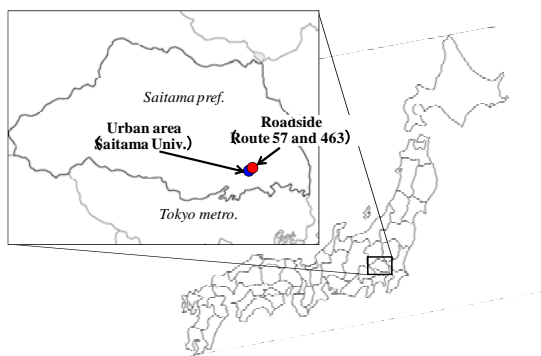 Saitama pref.
Urban area
(Saitama Univ.)
Roadside
(Route 57 and 463)
Tokyo metro.